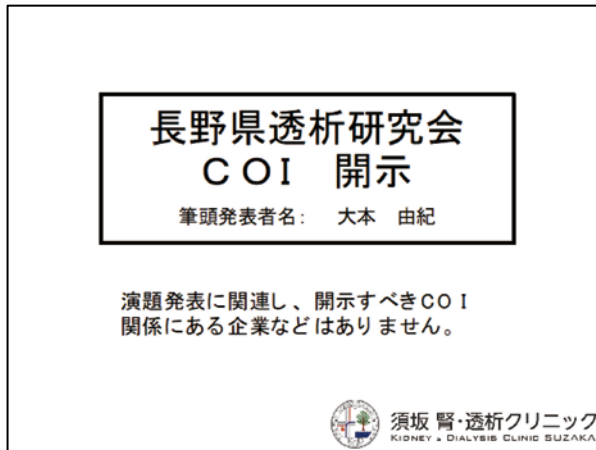 長野県透析研究会
ＣＯＩ　開示
筆頭発表者名：　大本　由紀
演題発表に関連し、開示すべきＣＯＩ
関係にある企業などはありません。
須坂 腎・透析クリニック
KIDNEY & DIALYSIS CLINIC SUZAKA